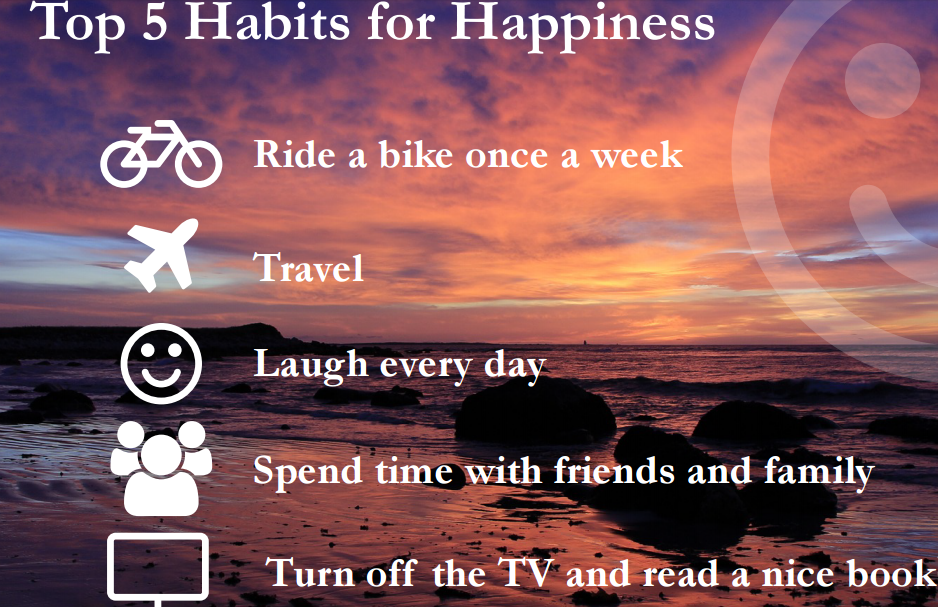 Top 5 Habits for Happiness
Ride a bike once a week
Travel
Laugh every day
Spend time with friends and family
Turn off the TV and read a nice book